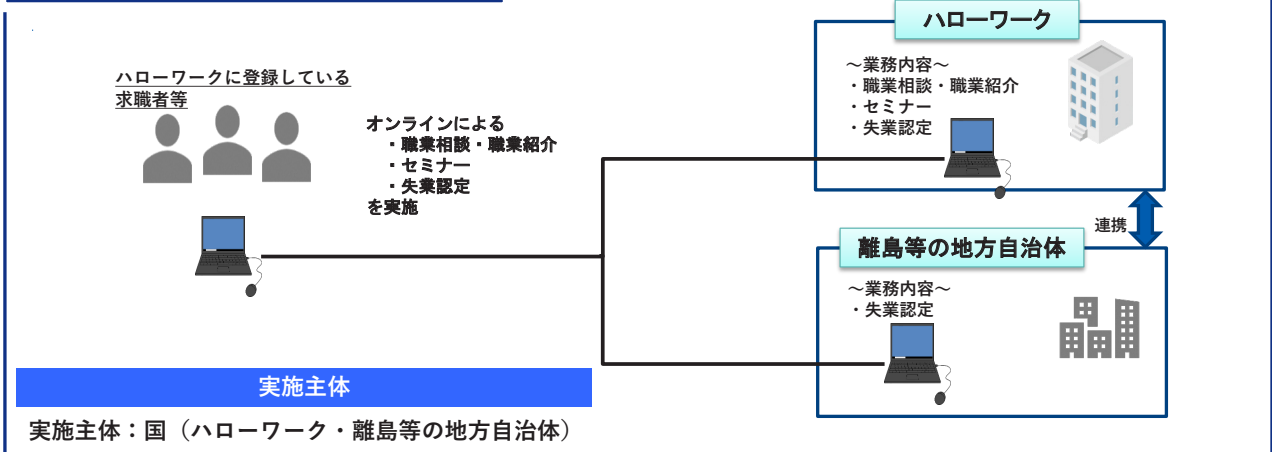 ハローワークに登録している
求職者等
オンラインによる
・職業相談・職業紹介
・セミナー
・失業認定
を実施
ハローワーク
～業務内容～
・職業相談・職業紹介
・セミナー
・失業認定
連携
離島等の地方自治体
～業務内容～
・失業認定
実施主体
実施主体：国（ハローワーク・離島等の地方自治体）